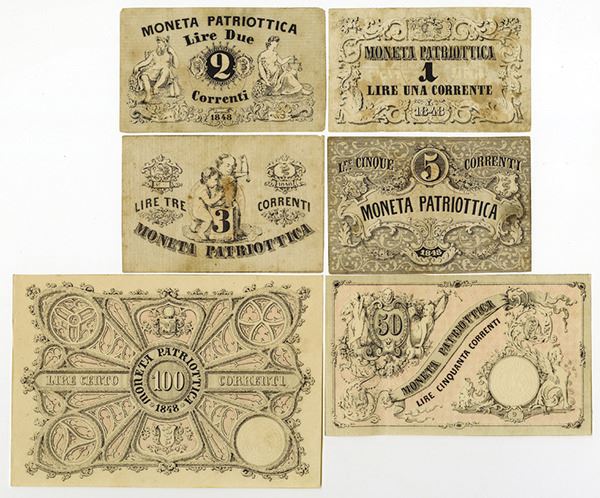 MONETA PATRIOTTICA
Lire Due
2
Correnti
1848
MONETA PATRIOTTICA
1
LIRE UNA CORRENTE
1848
LIRE TRE
3
CORRENTI
MONETA PATRIOTTICA
CINQUE
5
CORRENTI
MONETA PATRIOTTICA
1848
MONETA PATRIOTTICA
LIRE CENTO
100
CORRENTI
1848
50
MONETA PATRIOTTICA
LIRE CINQUANTA CORRENTI